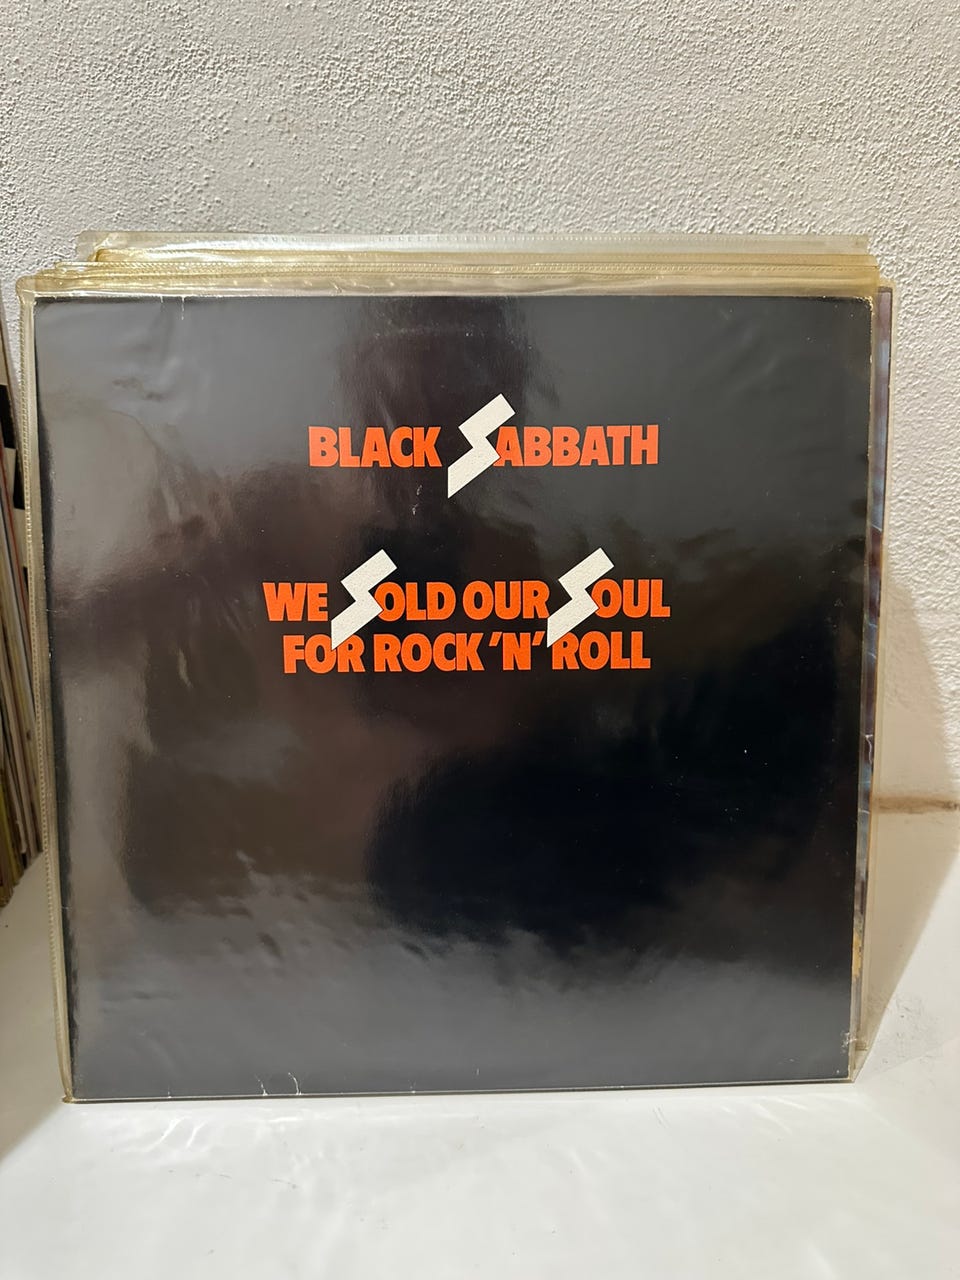 BLACK SABBATH
WE SOLD OUR SOUL
FOR ROCK 'N' ROLL